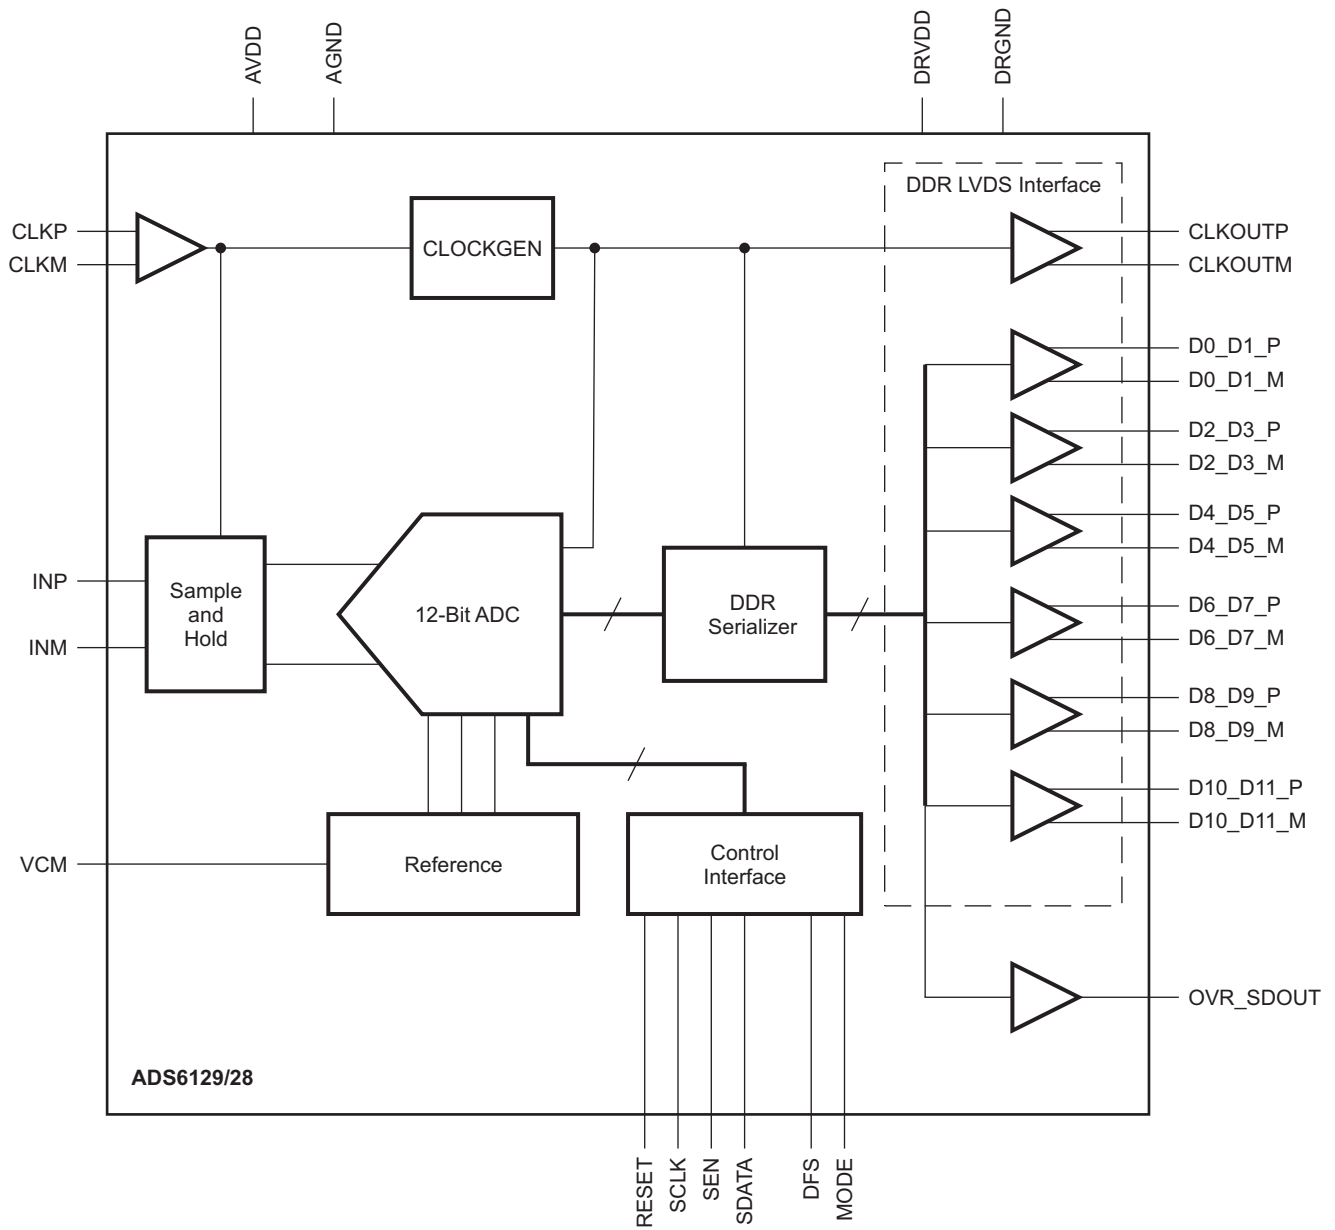 AVDD
AGND
DRVDD
DRGND
DDR LVDS Interface
CLKP
CLKM
CLOCKGEN
CLKOUTP
CLKOUTM
D0_D1_P
D0_D1_M
D2_D3_P
D2_D3_M
D4_D5_P
D4_D5_M
INP
INM
Sample
and
Hold
12-Bit ADC
DDR
Serializer
D6_D7_P
D6_D7_M
D8_D9_P
D8_D9_M
D10_D11_P
D10_D11_M
VCM
Reference
Control
Interface
OVR_SDOUT
ADS6129/28
RESET
SCLK
SEN
SDATA
DFS
MODE